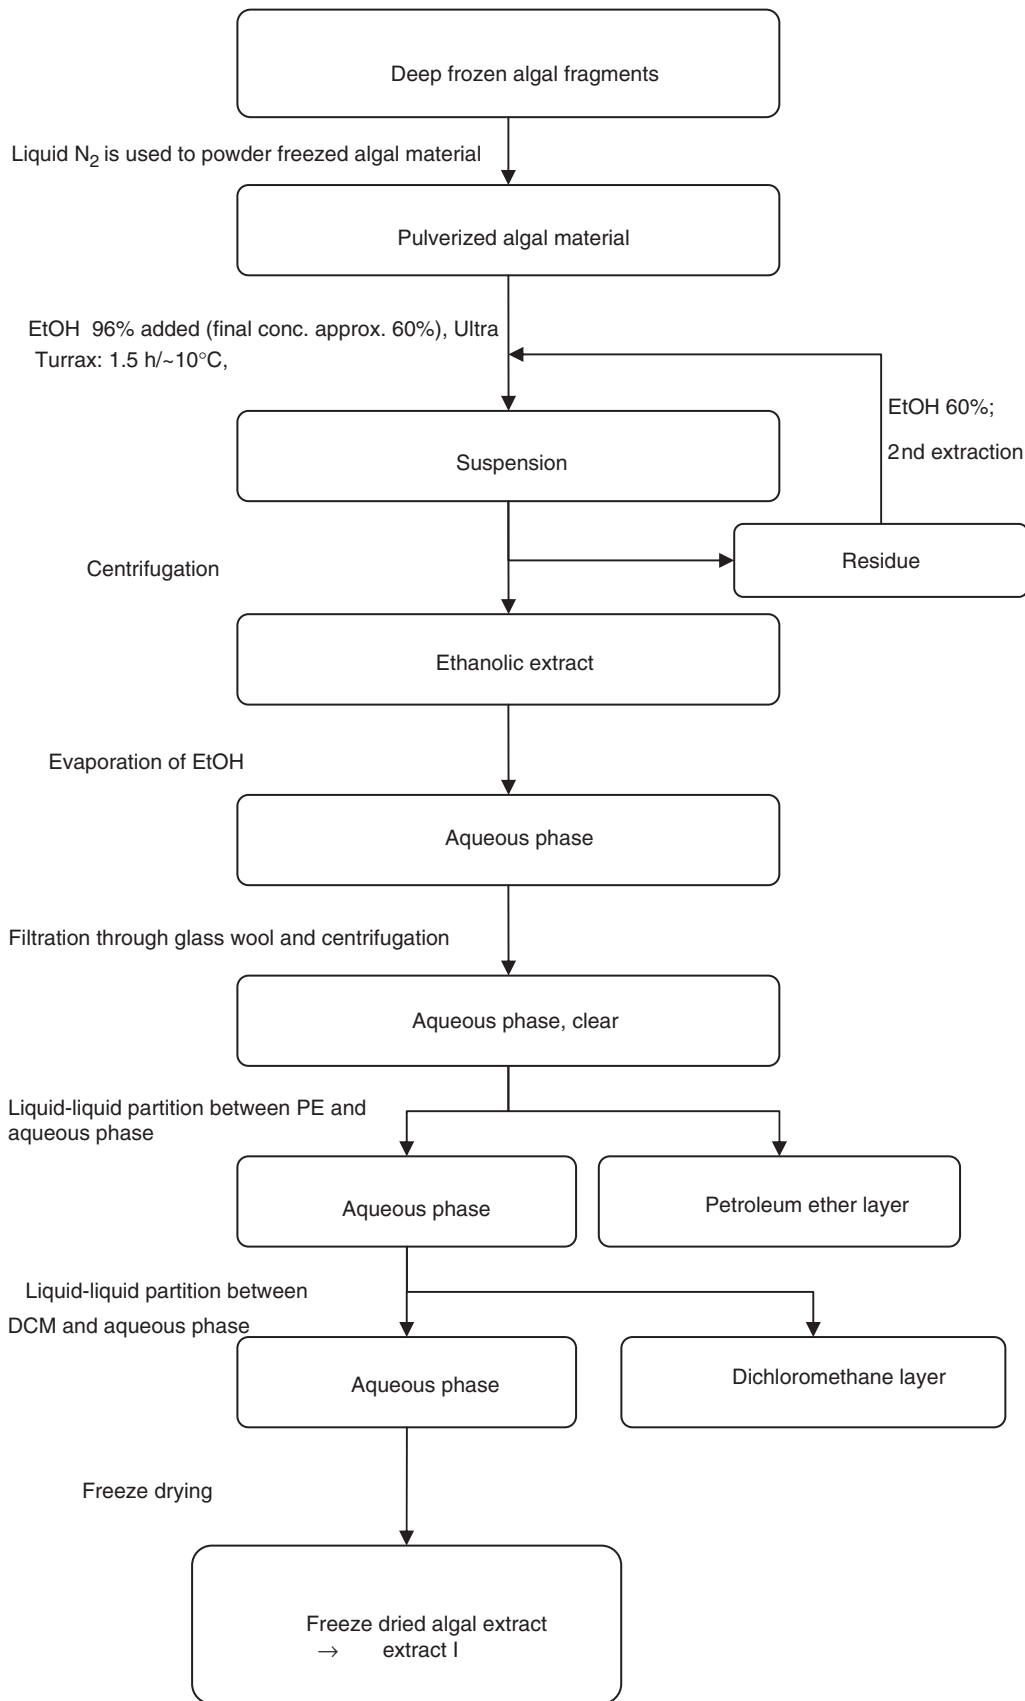 Deep frozen algal fragments
Liquid N₂ is used to powder freezed algal material
Pulverized algal material
EtOH 96% added (final conc. approx. 60%), Ultra
Turrax: 1.5 h/~10°C,
EtOH 60%;
2nd extraction
Suspension
Residue
Centrifugation
Ethanolic extract
Evaporation of EtOH
Aqueous phase
Filtration through glass wool and centrifugation
Aqueous phase, clear
Liquid-liquid partition between PE and
aqueous phase
Aqueous phase
Petroleum ether layer
Liquid-liquid partition between
DCM and aqueous phase
Aqueous phase
Dichloromethane layer
Freeze drying
Freeze dried algal extract
→ extract I